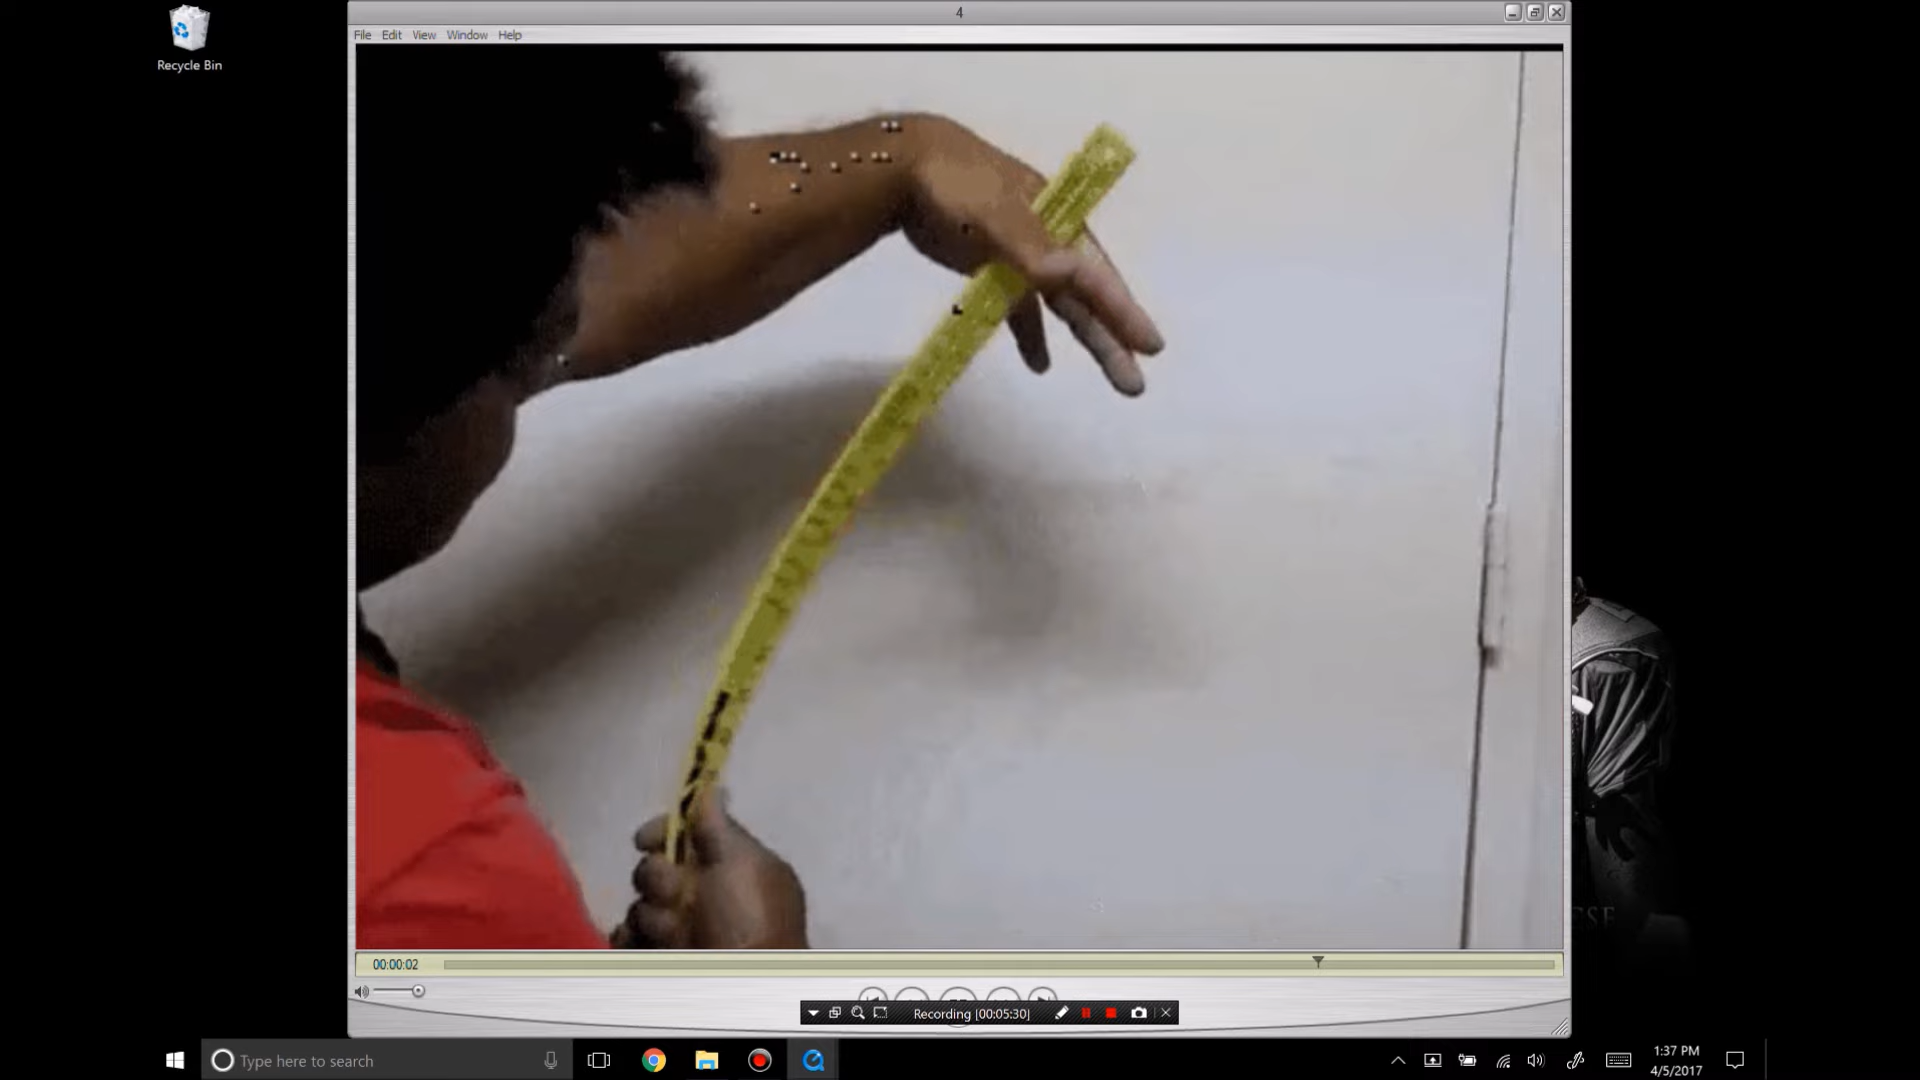 Recycle Bin
4
File Edit View Window Help
00:00:02
Recording [00:05:30]
Type here to search
1:37 PM
4/5/2017